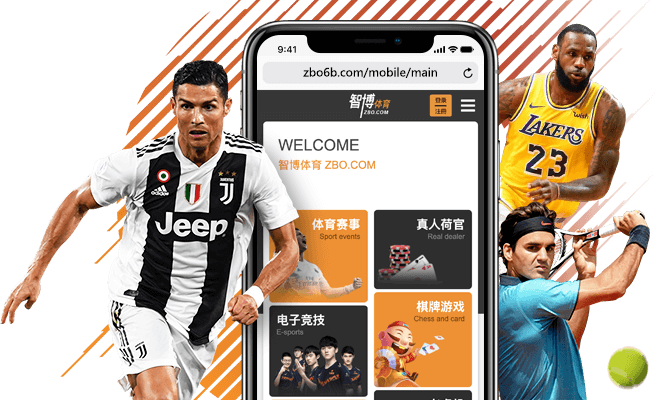 9:41
zbo6b.com/mobile/main
智博体育
ZBO.COM
登录
注册
WELCOME
智博体育 ZBO.COM
体育赛事
Sport events
真人荷官
Real dealer
电子竞技
E-sports
棋牌游戏
Chess and card
adidas
Jeep
wish
LAKERS
23